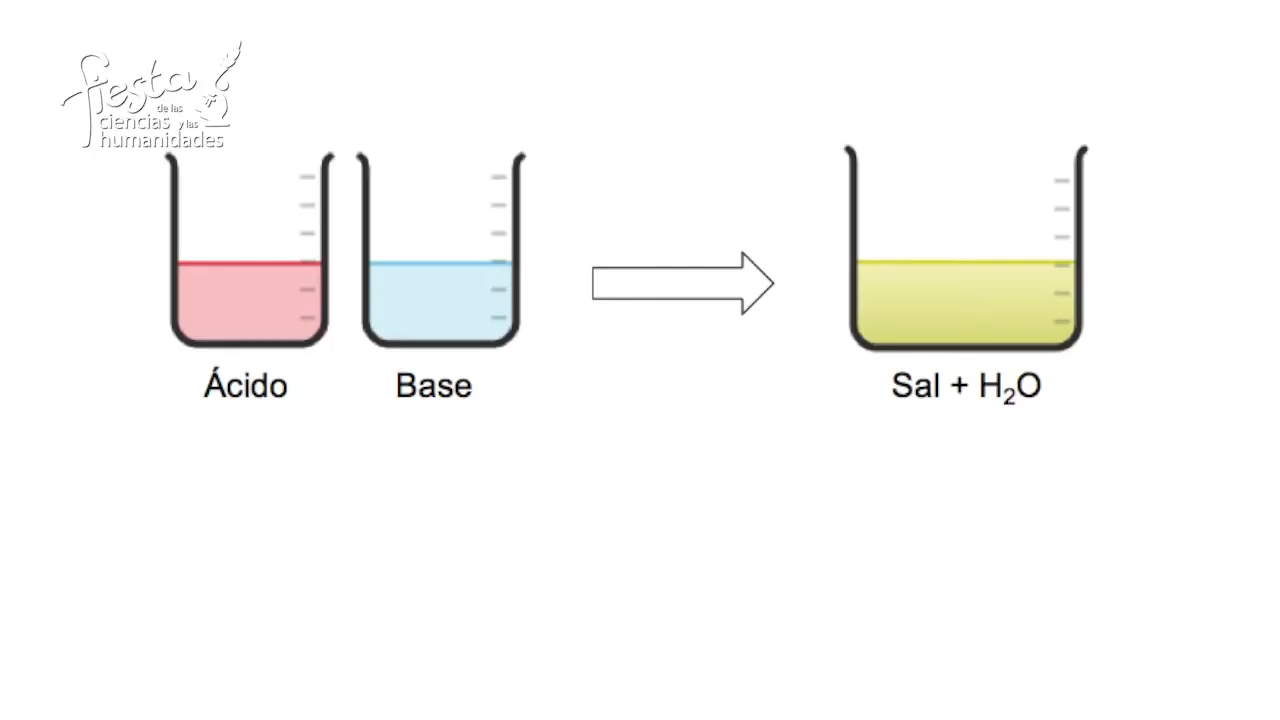 fiesta
de las
ciencias y las
humanidades
Ácido
Base
Sal + H₂O